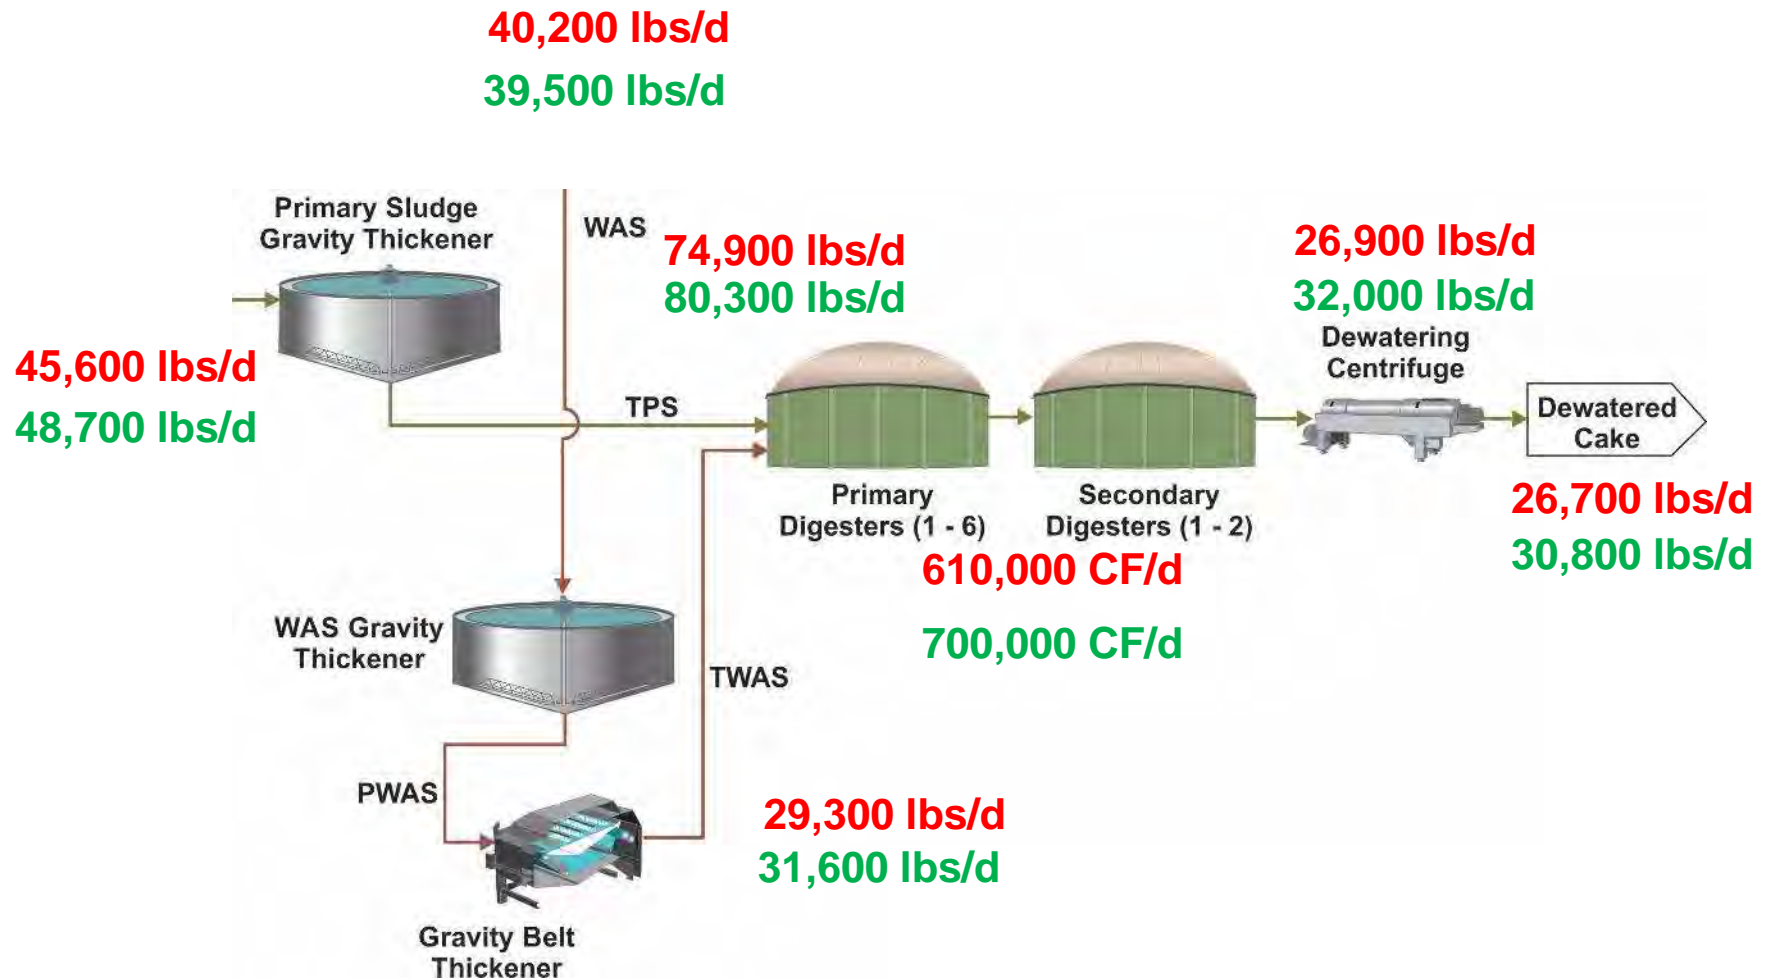 40,200 lbs/d
39,500 lbs/d
Primary Sludge
Gravity Thickener
WAS
74,900 lbs/d
80,300 lbs/d
26,900 lbs/d
32,000 lbs/d
Dewatering
Centrifuge
45,600 lbs/d
48,700 lbs/d
TPS
Dewatered
Cake
Primary
Digesters (1 - 6)
Secondary
Digesters (1 - 2)
26,700 lbs/d
30,800 lbs/d
610,000 CF/d
700,000 CF/d
WAS Gravity
Thickener
TWAS
PWAS
29,300 lbs/d
31,600 lbs/d
Gravity Belt
Thickener